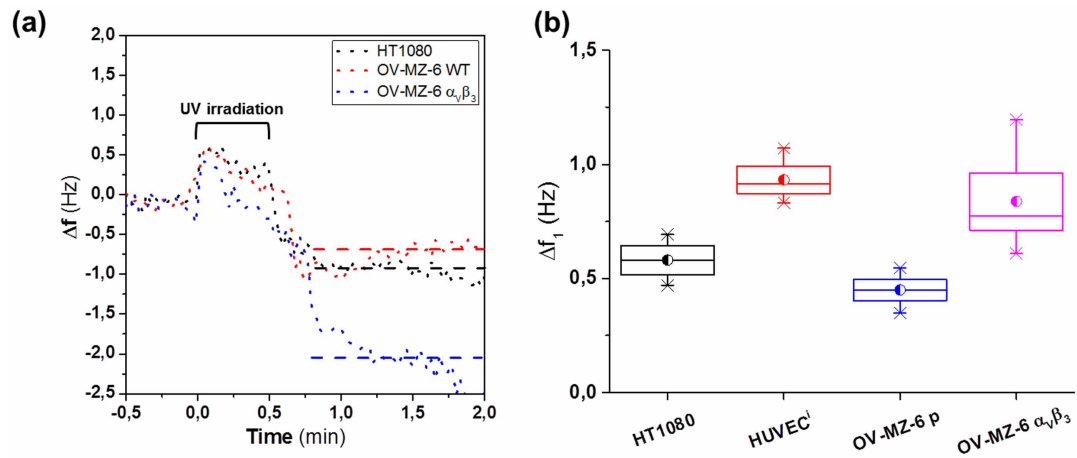 (a)
HT1080
OV-MZ-6 WT
OV-MZ-6 αᵥβ₃
UV irradiation
Δf (Hz)
2,0
1,5
1,0
0,5
0,0
-0,5
-1,0
-1,5
-2,0
-2,5
-0,5 0,0 0,5 1,0 1,5 2,0
Time (min)
(b)
Δf₁ (Hz)
1,5
1,0
0,5
0,0
HT1080 HUVECⁱ OV-MZ-6 p OV-MZ-6 αᵥβ₃